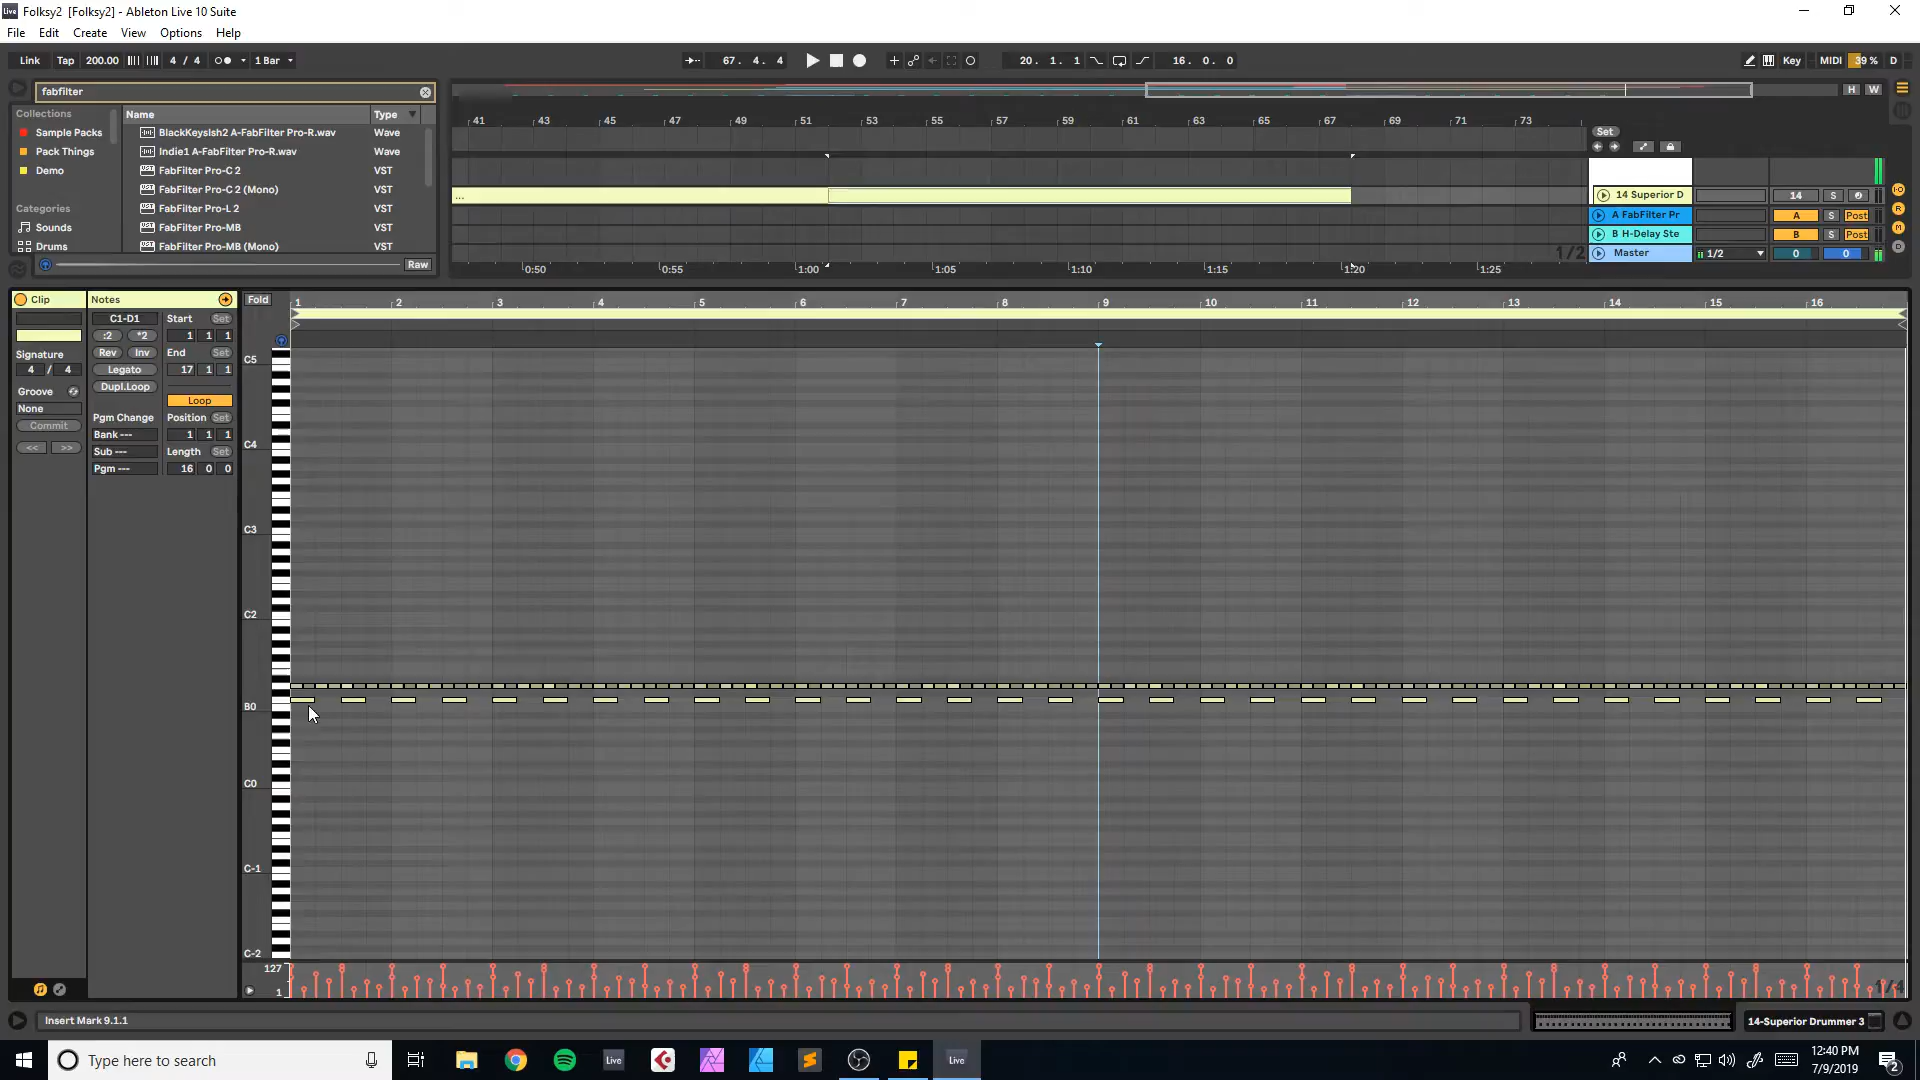 Folksy2  [Folksy2] - Ableton Live 10 Suite
File Edit Create View Options Help
Link Tap 200.00 4 / 4 1 Bar 67. 4. 4 20. 1. 1 16. 0. 0 Key MIDI 39 % D
fabfilter
H W
Collections Name Type
Sample Packs BlackKeysIsh2 A-FabFilter Pro-R.wav Wave
Pack Things Indie1 A-FabFilter Pro-R.wav Wave
Demo FabFilter Pro-C 2 VST
FabFilter Pro-C 2 (Mono) VST
Categories FabFilter Pro-L 2 VST
Sounds FabFilter Pro-MB VST
Drums FabFilter Pro-MB (Mono) VST
Raw
41 43 45 47 49 51 53 55 57 59 61 63 65 67 69 71 73
Set
...
14 Superior D 14 S
A FabFilter Pr A S Post
B H-Delay Ste B S Post
1/2 Master 1/2 0 0
0:50 0:55 1:00 1:05 1:10 1:15 1:20 1:25
Clip Notes Fold 1 2 3 4 5 6 7 8 9 10 11 12 13 14 15 16
C1-D1 Start Set
:2 *2 1 1 1
Signature Rev Inv End Set
4 / 4 Legato 17 1 1
Groove Dupl.Loop
None Loop
Commit Pgm Change Position Set
Bank --- 1 1 1
<< >> Sub --- Length Set
Pgm --- 16 0 0
C5
C4
C3
C2
B0
C0
C-1
C-2
127
1
1/4
Insert Mark 9.1.1
14-Superior Drummer 3
Type here to search
Live
Live
12:40 PM
7/9/2019
2